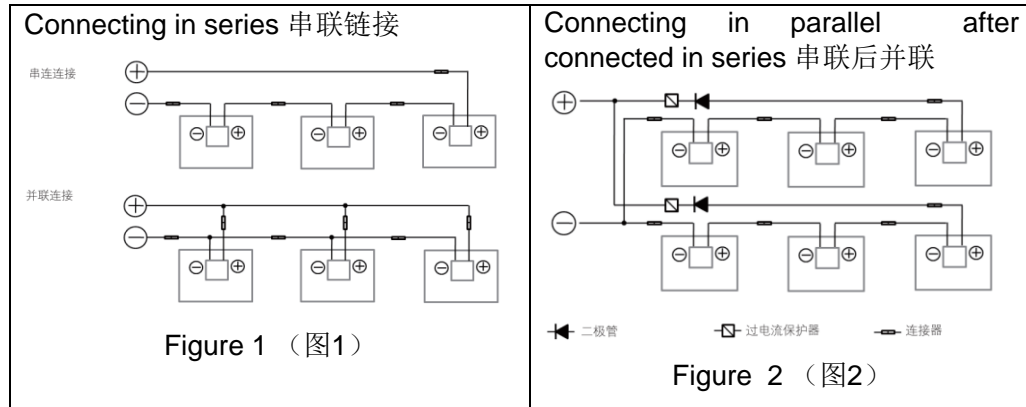 Connecting in series 串联链接
串连连接
并联连接
Figure 1 （图1）
Connecting in parallel after
connected in series 串联后并联
二极管 过电流保护器 连接器
Figure 2 （图2）